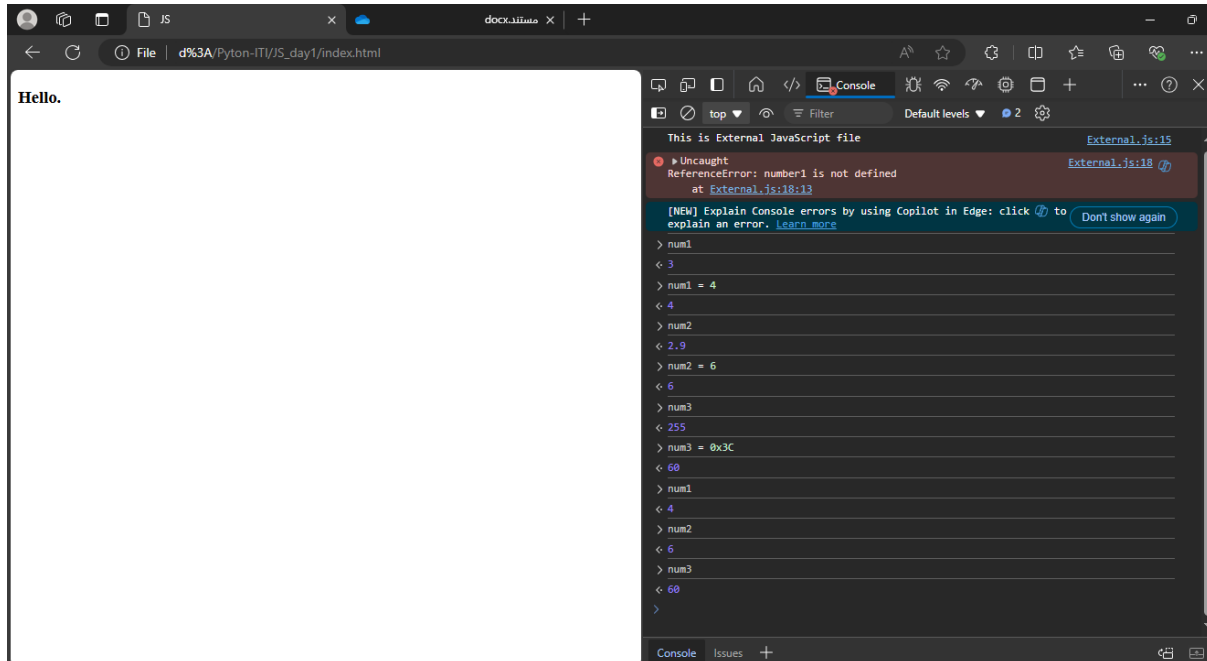 JS
مستند.docx
File d%3A/Pyton-ITI/JS_day1/index.html
Hello.
Console
top ▼ Filter Default levels ▼ 2
This is External JavaScript file External.js:15
Uncaught External.js:18
ReferenceError: number1 is not defined
at External.js:18:13
[NEW] Explain Console errors by using Copilot in Edge: click to
explain an error. Learn more
Don't show again
> num1
3
> num1 = 4
4
> num2
2.9
> num2 = 6
6
> num3
255
> num3 = 0x3C
60
> num1
4
> num2
6
> num3
60
>
Console Issues